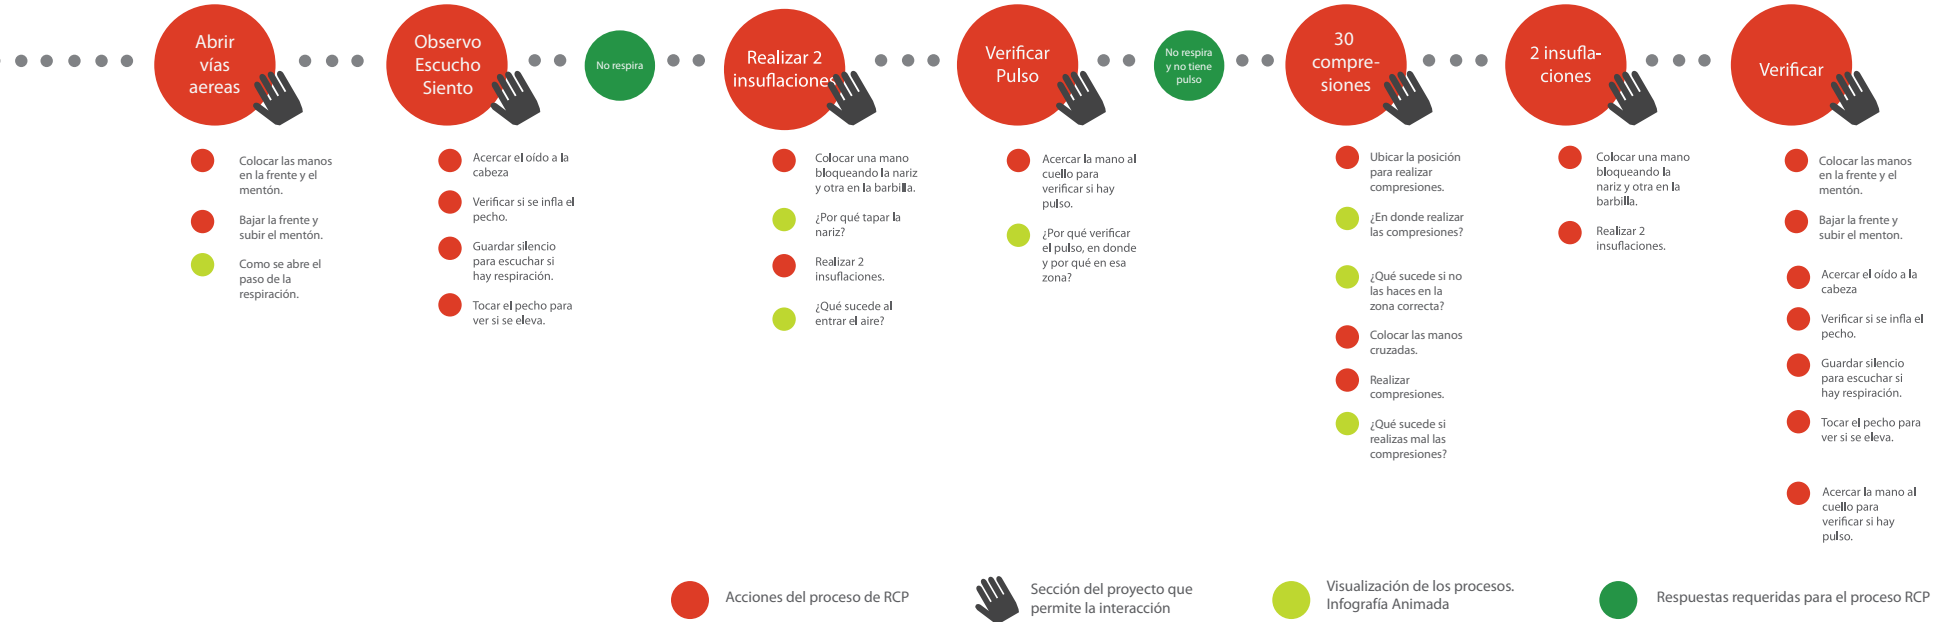 Abrir
vías
aereas
Colocar las manos
en la frente y el
mentón.
Bajar la frente y
subir el mentón.
Como se abre el
paso de la
respiración.
Observo
Escucho
Siento
Acercar el oído a la
cabeza
Verificar si se infla el
pecho.
Guardar silencio
para escuchar si
hay respiración.
Tocar el pecho para
ver si se eleva.
No respira
Realizar 2
insuflaciones
Colocar una mano
bloqueando la nariz
y otra en la barbilla.
¿Por qué tapar la
nariz?
Realizar 2
insuflaciones.
¿Qué sucede al
entrar el aire?
Verificar
Pulso
Acercar la mano al
cuello para
verificar si hay
pulso.
¿Por qué verificar
el pulso, en donde
y por qué en esa
zona?
No respira
y no tiene
pulso
30
compre-
siones
Ubicar la posición
para realizar
compresiones.
¿En donde realizar
las compresiones?
¿Qué sucede si no
las haces en la
zona correcta?
Colocar las manos
cruzadas.
Realizar
compresiones.
¿Qué sucede si
realizas mal las
compresiones?
2 insufla-
ciones
Colocar una mano
bloqueando la
nariz y otra en la
barbilla.
Realizar 2
insuflaciones.
Verificar
Colocar las manos
en la frente y el
mentón.
Bajar la frente y
subir el menton.
Acercar el oído a la
cabeza
Verificar si se infla el
pecho.
Guardar silencio
para escuchar si
hay respiración.
Tocar el pecho para
ver si se eleva.
Acercar la mano al
cuello para
verificar si hay
pulso.
Acciones del proceso de RCP
Sección del proyecto que
permite la interacción
Visualización de los procesos.
Infografía Animada
Respuestas requeridas para el proceso RCP